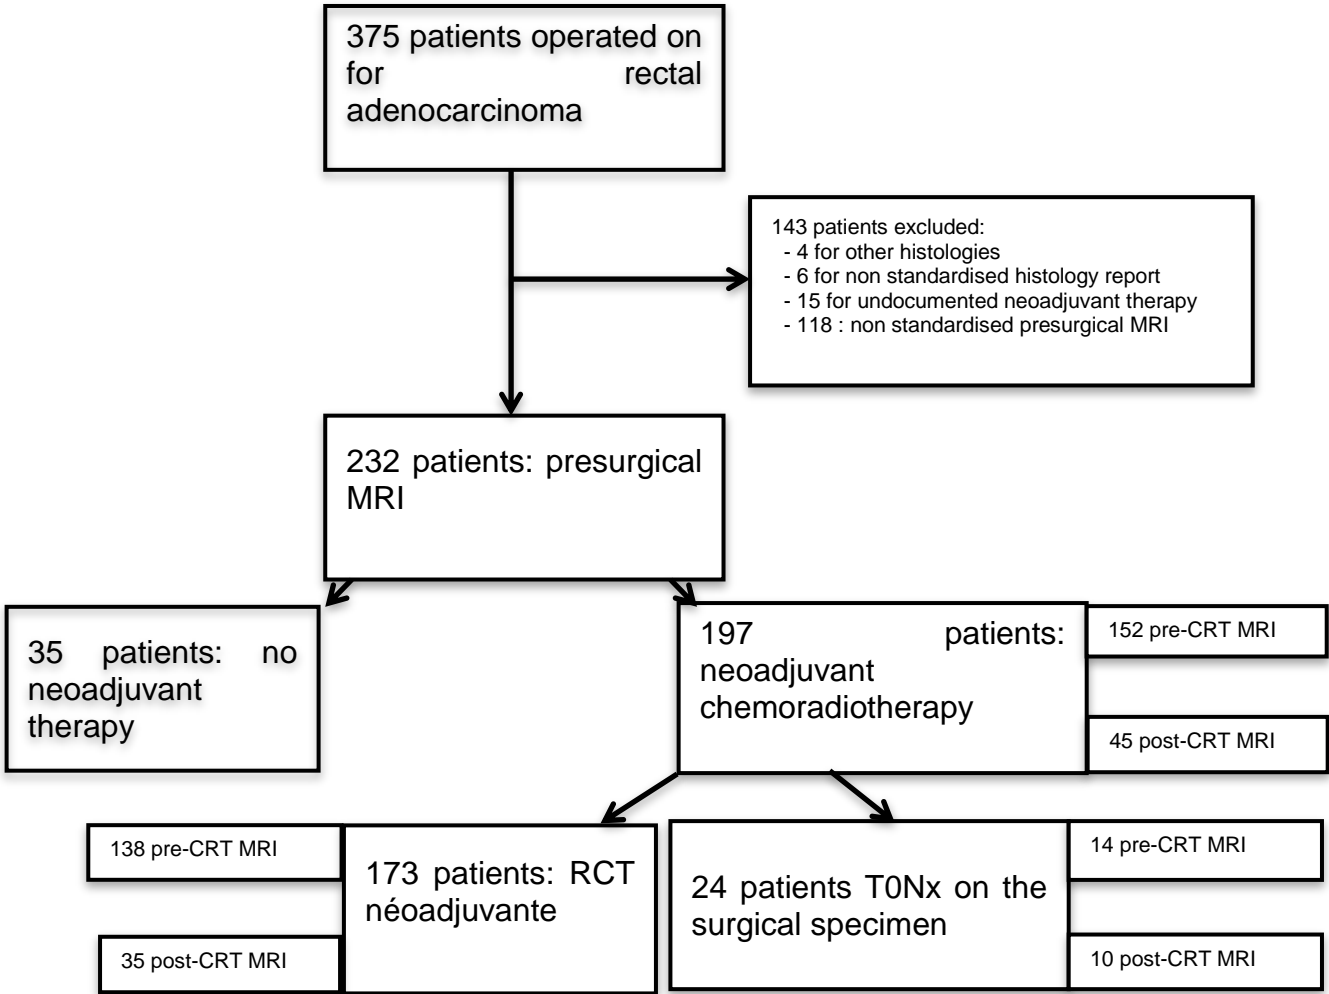 375 patients operated on
for rectal
adenocarcinoma
143 patients excluded:
- 4 for other histologies
- 6 for non standardised histology report
- 15 for undocumented neoadjuvant therapy
- 118 : non standardised presurgical MRI
232 patients: presurgical
MRI
35 patients: no
neoadjuvant
therapy
197 patients:
neoadjuvant
chemoradiotherapy
152 pre-CRT MRI
45 post-CRT MRI
138 pre-CRT MRI
35 post-CRT MRI
173 patients: RCT
néoadjuvante
24 patients T0Nx on the
surgical specimen
14 pre-CRT MRI
10 post-CRT MRI